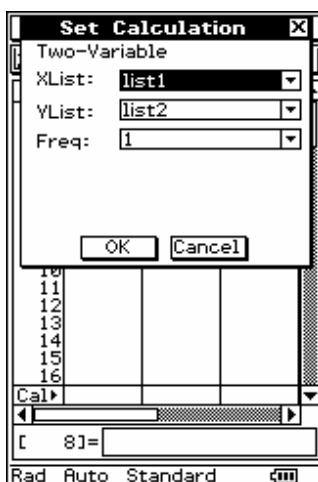 Set Calculation X
Two-Variable
XList: list1
YList: list2
Freq: 1
OK Cancel
10
11
12
13
14
15
16
Cal▸
[ 8]=
Rad Auto Standard